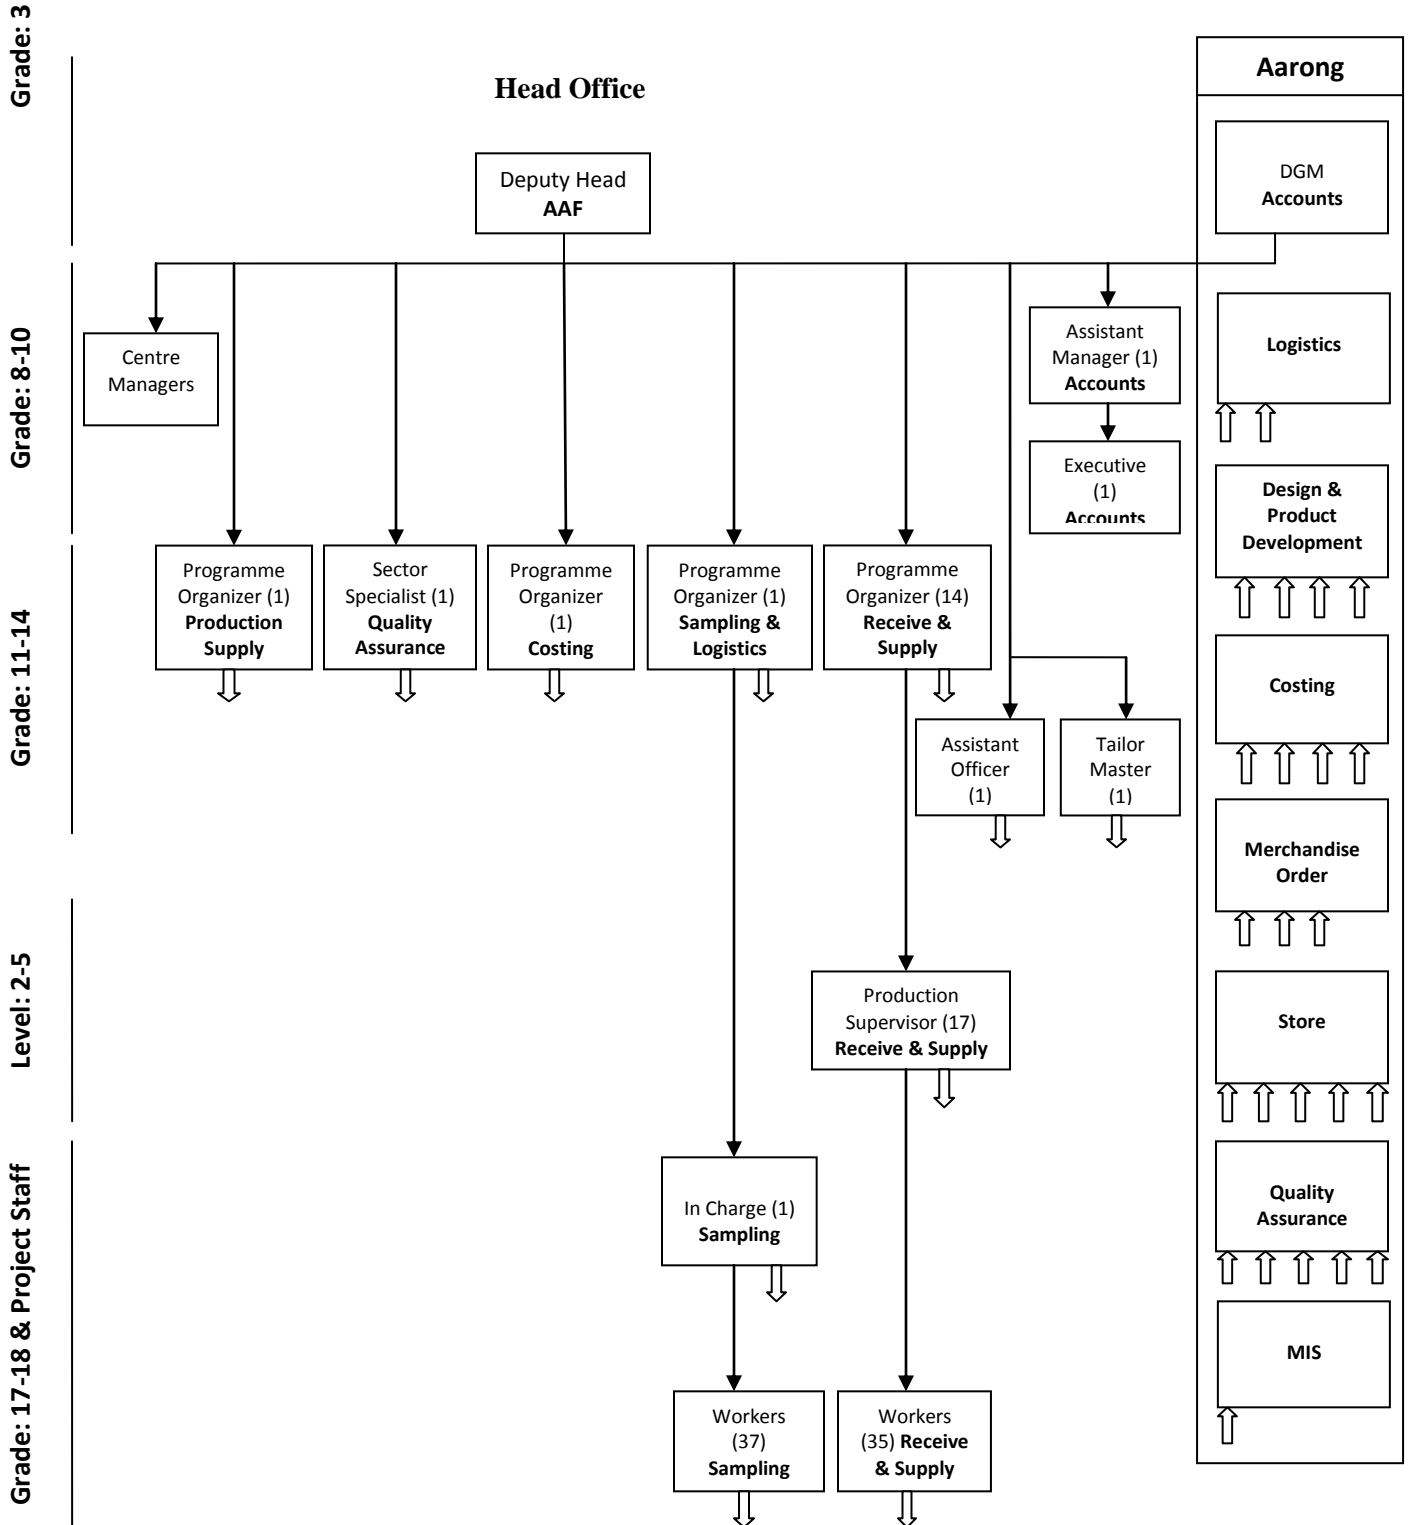 Grade: 3
Head Office
Aarong
Deputy Head
AAF
DGM
Accounts
Grade: 8-10
Centre
Managers
Assistant
Manager (1)
Accounts
Executive
(1)
Accounts
Logistics
Design &
Product
Development
Grade: 11-14
Programme
Organizer (1)
Production
Supply
Sector
Specialist (1)
Quality
Assurance
Programme
Organizer
(1)
Costing
Programme
Organizer (1)
Sampling &
Logistics
Programme
Organizer (14)
Receive &
Supply
Assistant
Officer
(1)
Tailor
Master
(1)
Costing
Merchandise
Order
Level: 2-5
Production
Supervisor (17)
Receive & Supply
Store
Grade: 17-18 & Project Staff
In Charge (1)
Sampling
Quality
Assurance
MIS
Workers
(37)
Sampling
Workers
(35) Receive
& Supply